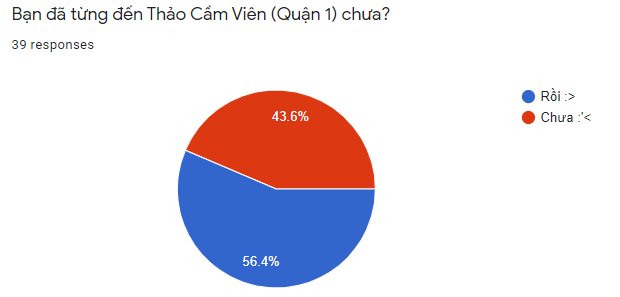 Bạn đã từng đến Thảo Cầm Viên (Quận 1) chưa?
39 responses
Rồi :>
Chưa :'<
43.6%
56.4%